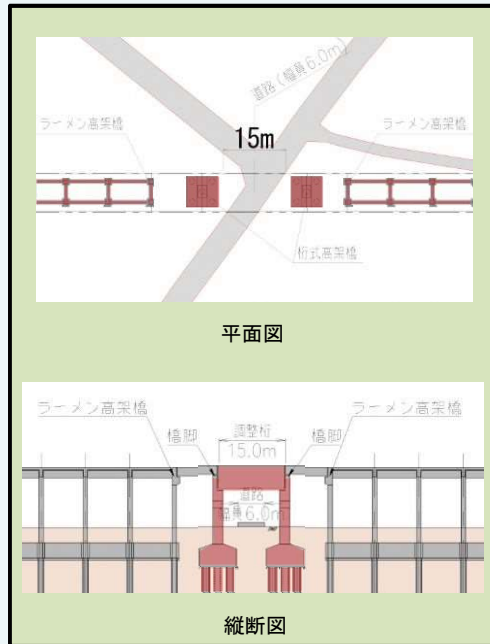 道路(幅員6.0m)
ラーメン高架橋
ラーメン高架橋
15m
桁式高架橋
平面図
ラーメン高架橋
ラーメン高架橋
橋脚
調整桁
橋脚
15.0m
道路
幅員6.0m
縦断図